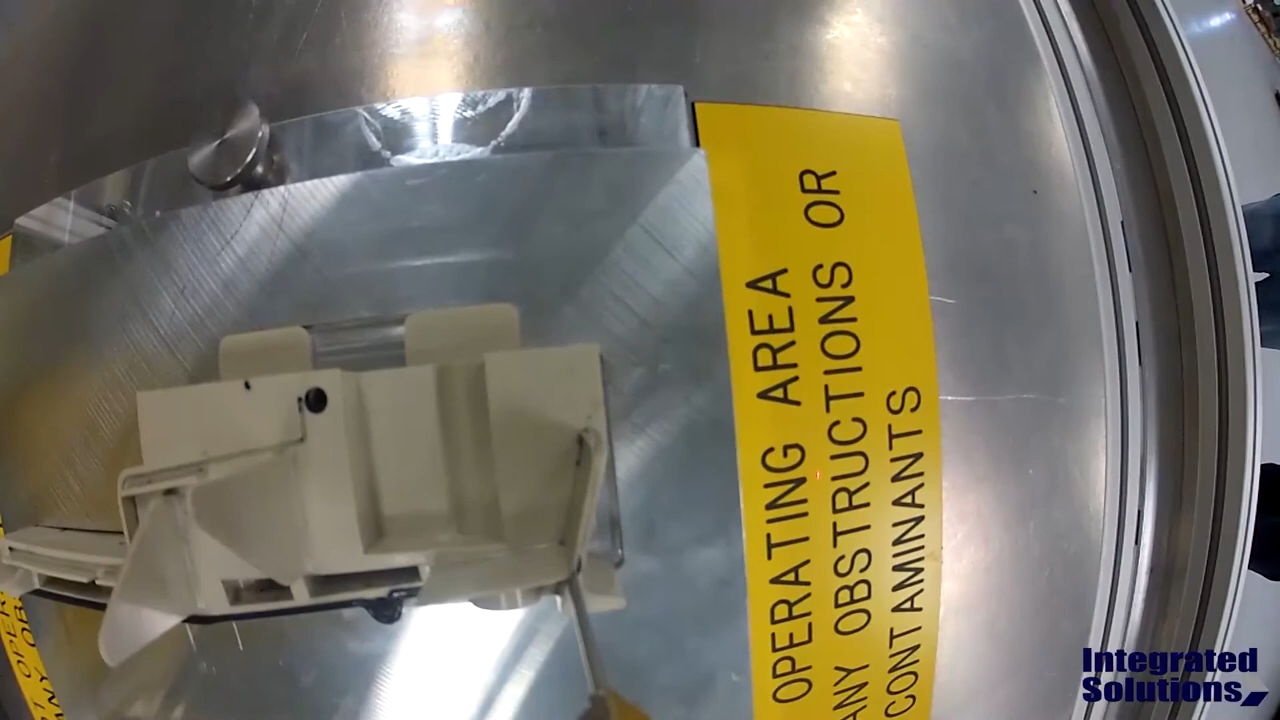 OPERATING AREA
ANY OBSTRUCTIONS OR
CONTAMINANTS
Integrated
Solutions